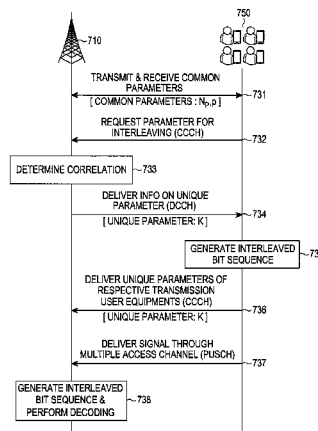 710
750
TRANSMIT & RECEIVE COMMON
PARAMETERS
[ COMMON PARAMETERS : Np,p ]
731
REQUEST PARAMETER FOR
INTERLEAVING (CCCH)
732
DETERMINE CORRELATION
733
DELIVER INFO ON UNIQUE
PARAMETER (DCCH)
[ UNIQUE PARAMETER: K ]
734
GENERATE INTERLEAVED
BIT SEQUENCE
DELIVER UNIQUE PARAMETERS OF
RESPECTIVE TRANSMISSION
USER EQUIPMENTS (CCCH)
[ UNIQUE PARAMETER: K ]
736
DELIVER SIGNAL THROUGH
MULTIPLE ACCESS CHANNEL (PUSCH)
737
GENERATE INTERLEAVED
BIT SEQUENCE &
PERFORM DECODING
738